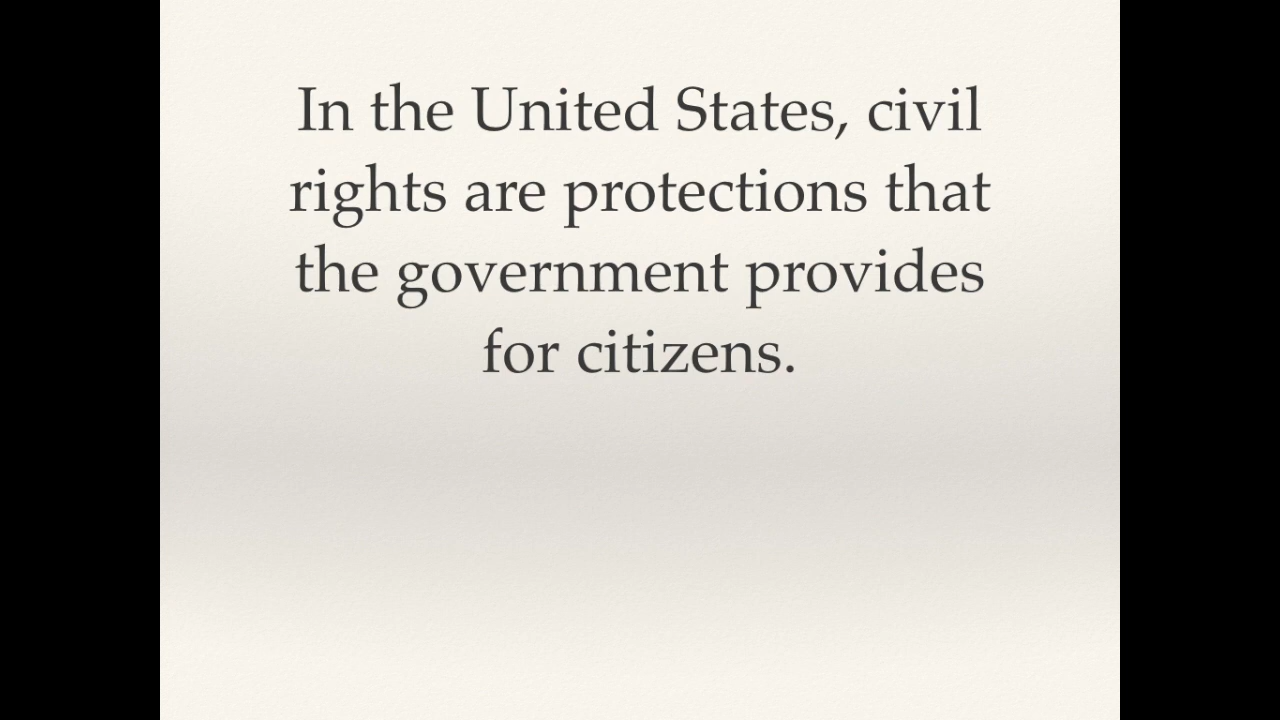 In the United States, civil
rights are protections that
the government provides
for citizens.